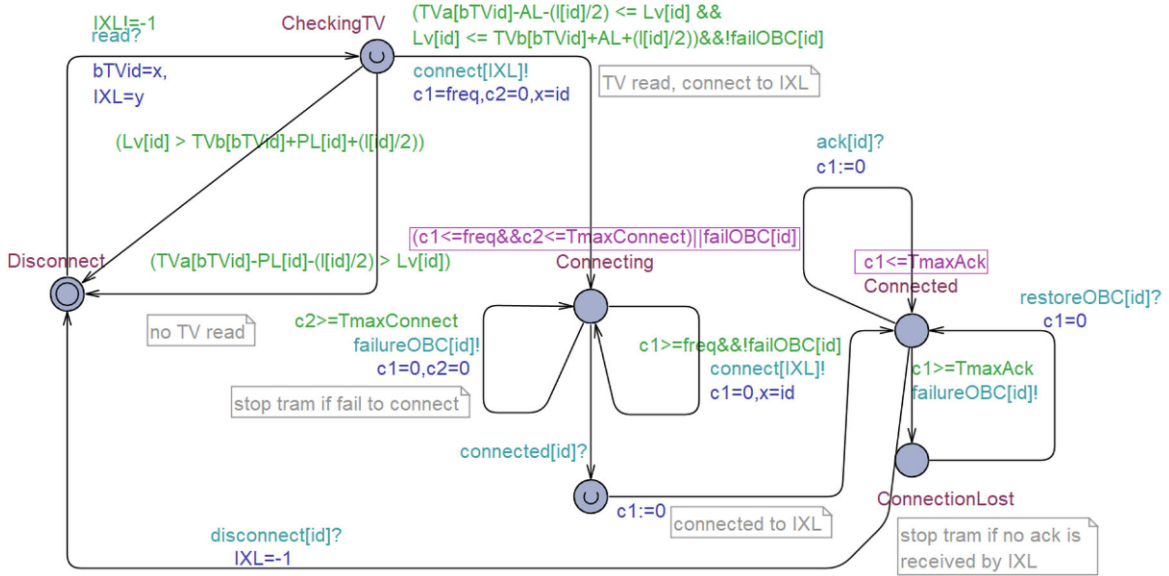 IXL!=-1
read?
bTVid=x,
IXL=y
CheckingTV
(TVa[bTVid]-AL-(l[id]/2) <= Lv[id] &&
Lv[id] <= TVb[bTVid]+AL+(l[id]/2))&&!failOBC[id]
connect[IXL]!
c1=freq,c2=0,x=id
TV read, connect to IXL
(Lv[id] > TVb[bTVid]+PL[id]+(l[id]/2))
ack[id]?
c1:=0
(c1<=freq&&c2<=TmaxConnect)||failOBC[id]
Connecting
Disconnect
(TVa[bTVid]-PL[id]-(l[id]/2) > Lv[id])
c1<=TmaxAck
Connected
restoreOBC[id]?
c1=0
no TV read
c2>=TmaxConnect
failureOBC[id]!
c1=0,c2=0
stop tram if fail to connect
c1>=freq&&!failOBC[id]
connect[IXL]!
c1=0,x=id
c1>=TmaxAck
failureOBC[id]!
connected[id]?
c1:=0
connected to IXL
ConnectionLost
stop tram if no ack is
received by IXL
disconnect[id]?
IXL=-1